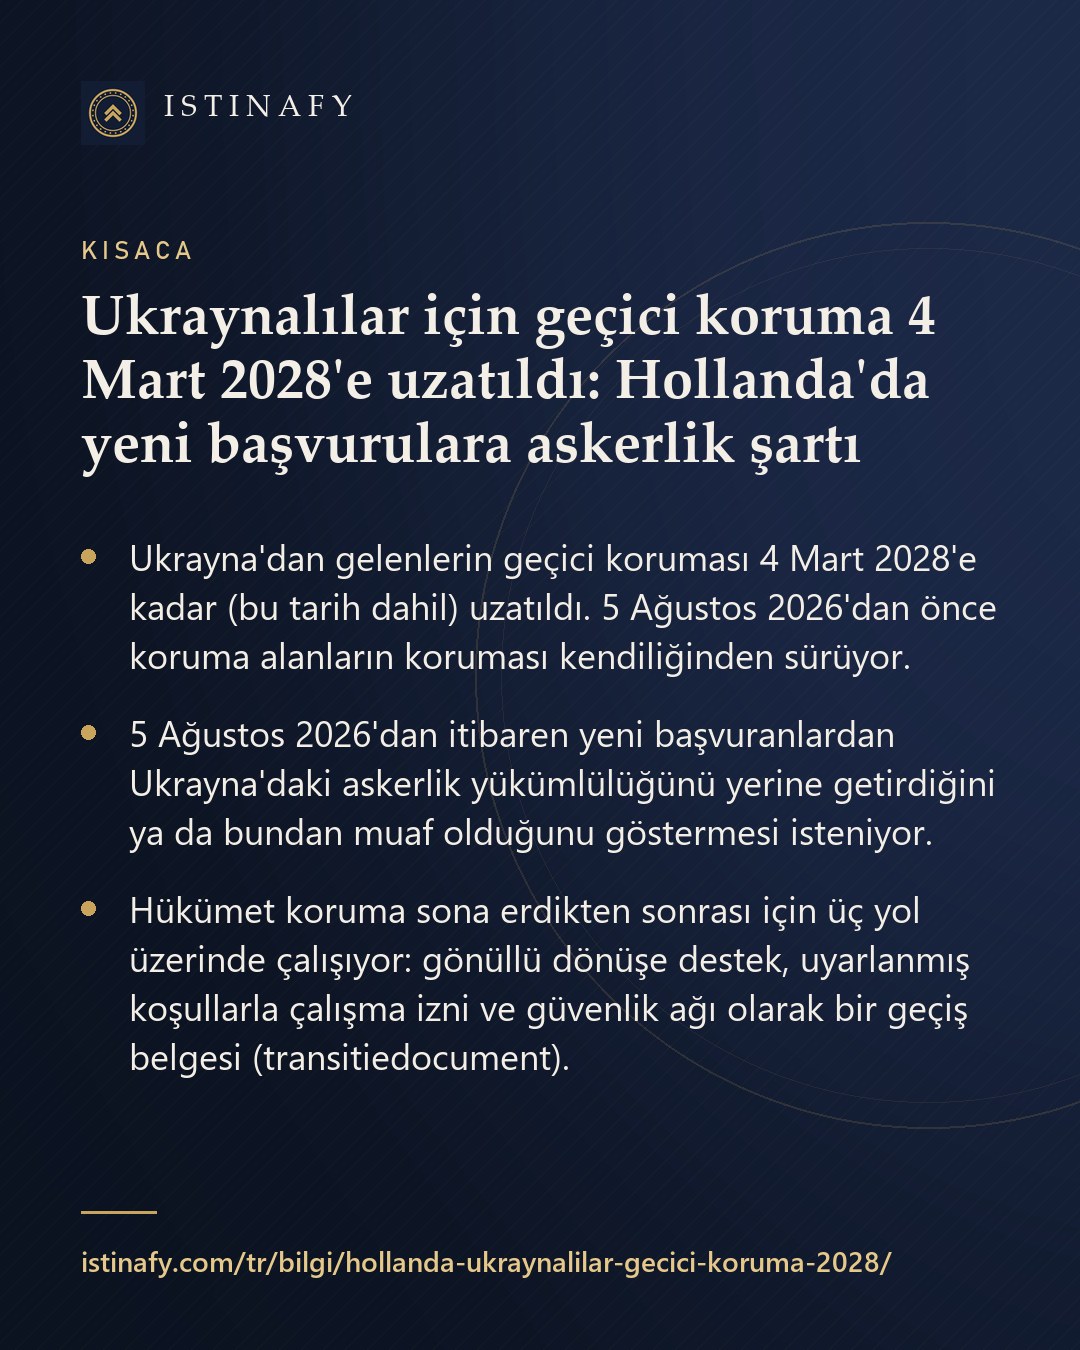 ISTINAFY
KISACA
Ukraynalılar için geçici koruma 4
Mart 2028'e uzatıldı: Hollanda'da
yeni başvurulara askerlik şartı
Ukrayna'dan gelenlerin geçici koruması 4 Mart 2028'e
kadar (bu tarih dahil) uzatıldı. 5 Ağustos 2026'dan önce
koruma alanların koruması kendiliğinden sürüyor.
5 Ağustos 2026'dan itibaren yeni başvuranlardan
Ukrayna'daki askerlik yükümlülüğünü yerine getirdiğini
ya da bundan muaf olduğunu göstermesi isteniyor.
Hükümet koruma sona erdikten sonrası için üç yol
üzerinde çalışıyor: gönüllü dönüşe destek, uyarlanmış
koşullarla çalışma izni ve güvenlik ağı olarak bir geçiş
belgesi (transitiedocument).
istinafy.com/tr/bilgi/hollanda-ukraynalilar-gecici-koruma-2028/